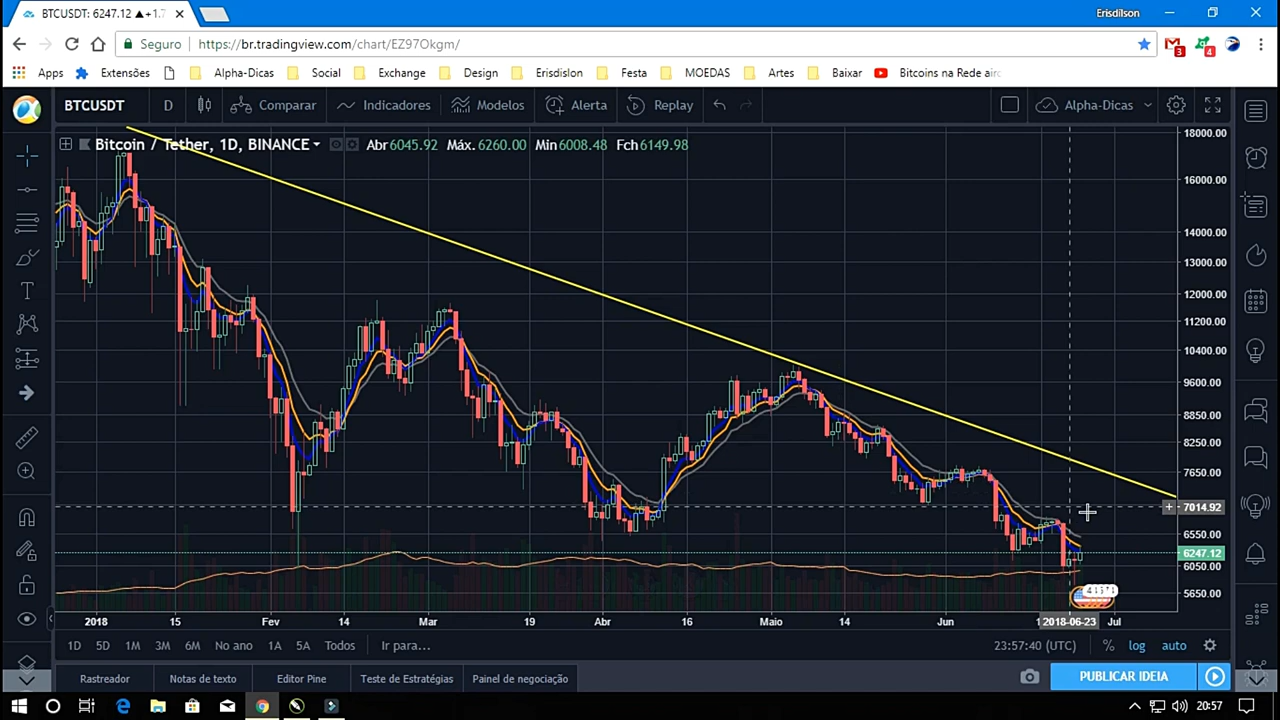 BTCUSDT: 6247.12 ▲+1.7
Erisdilson
Seguro
https://br.tradingview.com/chart/EZ97Okgm/
3
4
Apps
Extensões
Alpha-Dicas
Social
Exchange
Design
Erisdislon
Festa
MOEDAS
Artes
Baixar
Bitcoins na Rede airc
BTCUSDT
D
Comparar
Indicadores
Modelos
Alerta
Replay
Alpha-Dicas
Bitcoin / Tether, 1D, BINANCE
Abr6045.92 Máx. 6260.00 Min6008.48 Fch6149.98
18000.00
16000.00
14000.00
13000.00
12000.00
11200.00
10400.00
9600.00
8850.00
8250.00
7650.00
7014.92
6550.00
6247.12
6050.00
5650.00
2018
15
Fev
14
Mar
19
Abr
16
Maio
14
Jun
2018-06-23
Jul
1D
5D
1M
3M
6M
No ano
1A
5A
Todos
Ir para...
23:57:40 (UTC)
%
log
auto
Rastreador
Notas de texto
Editor Pine
Teste de Estratégias
Painel de negociação
PUBLICAR IDEIA
20:57